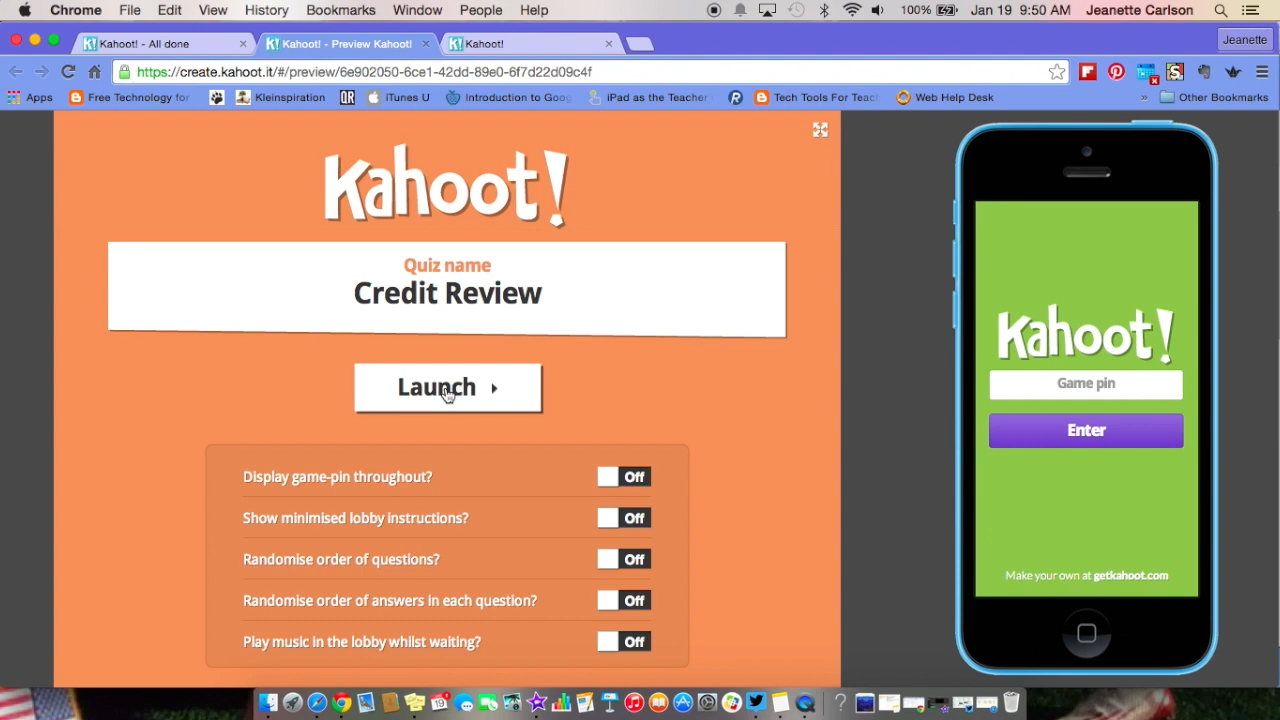 Chrome File Edit View History Bookmarks Window People Help 100% Jan 19 9:50 AM Jeanette Carlson
Kahoot! - All done
Kahoot! - Preview Kahoot!
Kahoot!
Jeanette
https://create.kahoot.it/#/preview/6e902050-6ce1-42dd-89e0-6f7d22d09c4f
Apps Free Technology for Kleinspiration iTunes U Introduction to Goog iPad as the Teacher Tech Tools For Teac Web Help Desk » Other Bookmarks
Kahoot!
Quiz name
Credit Review
Launch
Display game-pin throughout? Off
Show minimised lobby instructions? Off
Randomise order of questions? Off
Randomise order of answers in each question? Off
Play music in the lobby whilst waiting? Off
Kahoot!
Game pin
Enter
Make your own at getkahoot.com